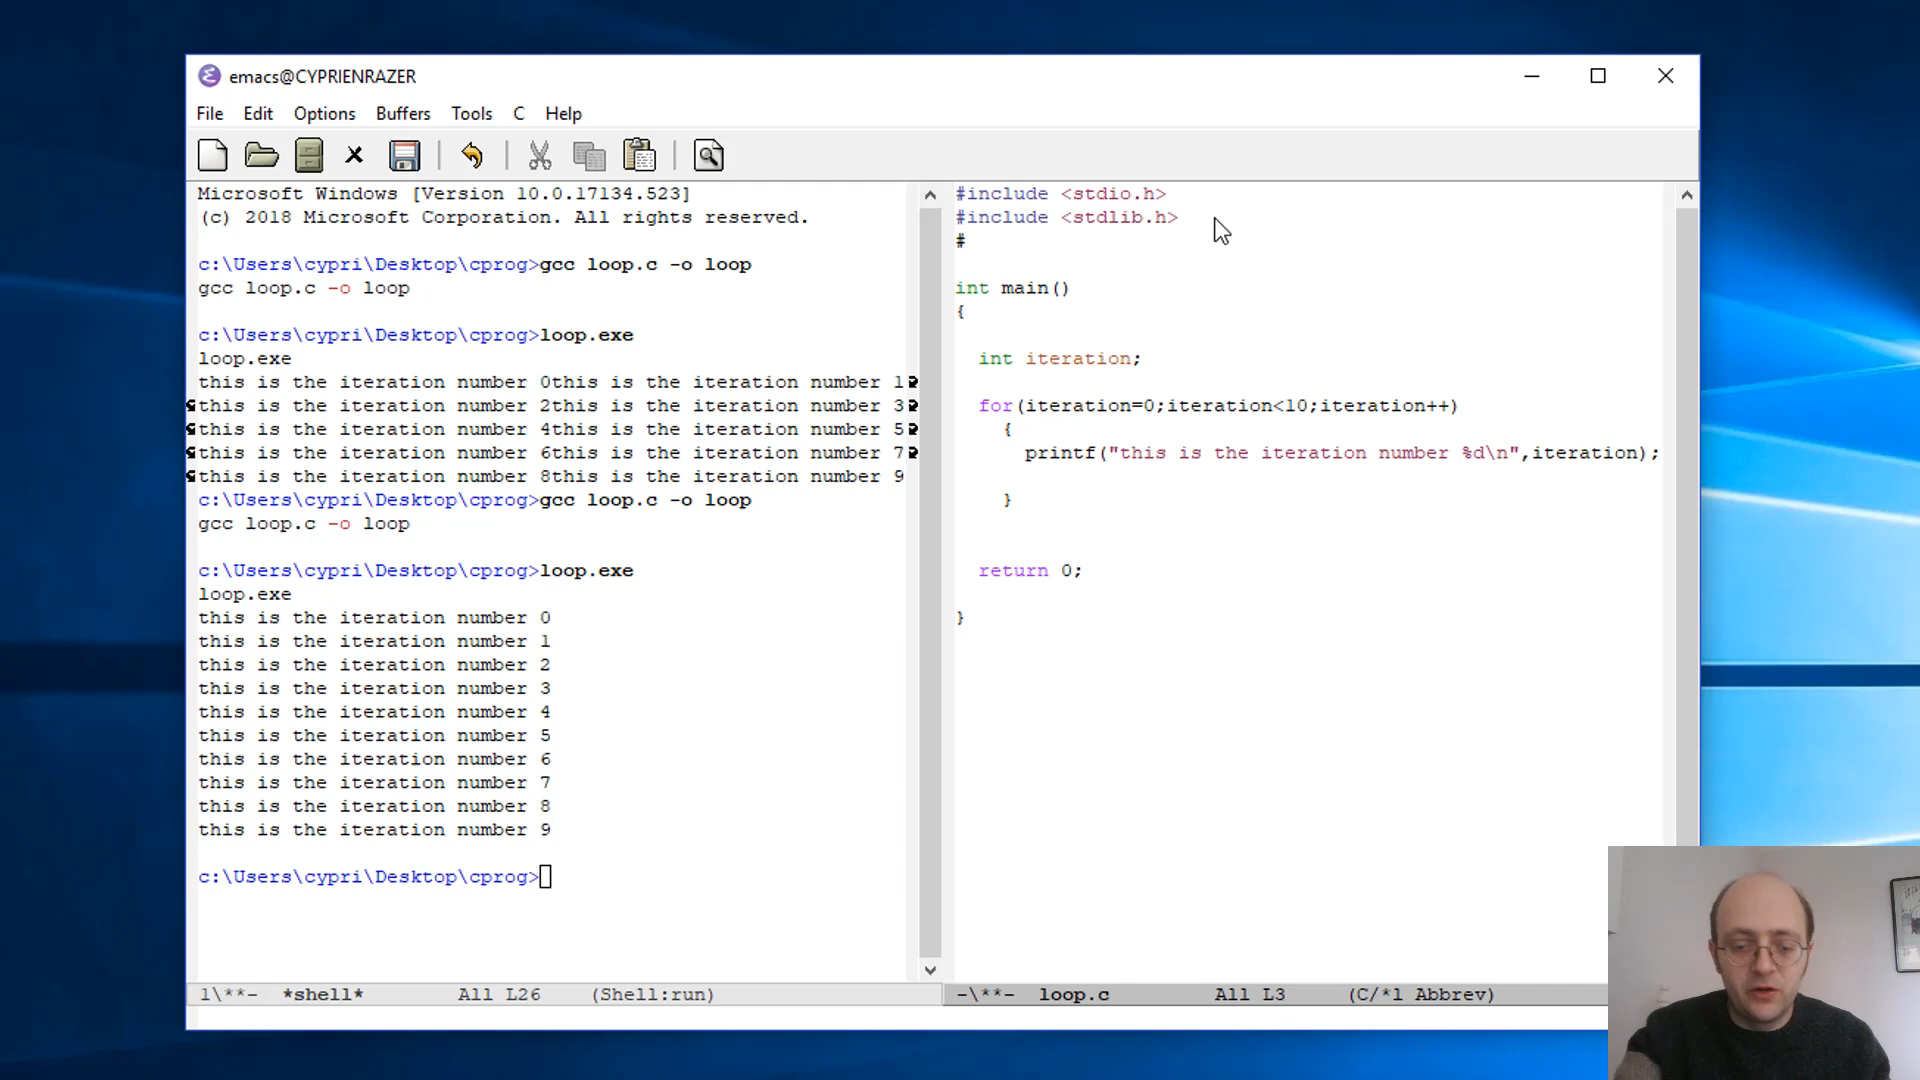 emacs@CYPRIENRAZER
File Edit Options Buffers Tools C Help
Microsoft Windows [Version 10.0.17134.523]
(c) 2018 Microsoft Corporation. All rights reserved.
c:\Users\cypri\Desktop\cprog>gcc loop.c -o loop
gcc loop.c -o loop
c:\Users\cypri\Desktop\cprog>loop.exe
loop.exe
this is the iteration number 0this is the iteration number 1
this is the iteration number 2this is the iteration number 3
this is the iteration number 4this is the iteration number 5
this is the iteration number 6this is the iteration number 7
this is the iteration number 8this is the iteration number 9
c:\Users\cypri\Desktop\cprog>gcc loop.c -o loop
gcc loop.c -o loop
c:\Users\cypri\Desktop\cprog>loop.exe
loop.exe
this is the iteration number 0
this is the iteration number 1
this is the iteration number 2
this is the iteration number 3
this is the iteration number 4
this is the iteration number 5
this is the iteration number 6
this is the iteration number 7
this is the iteration number 8
this is the iteration number 9
c:\Users\cypri\Desktop\cprog>
1\**- *shell* All L26 (Shell:run)
#include <stdio.h>
#include <stdlib.h>
#
int main()
{
int iteration;
for(iteration=0;iteration<10;iteration++)
{
printf("this is the iteration number %d\n",iteration);
}
return 0;
}
-\**- loop.c All L3 (C/*l Abbrev)